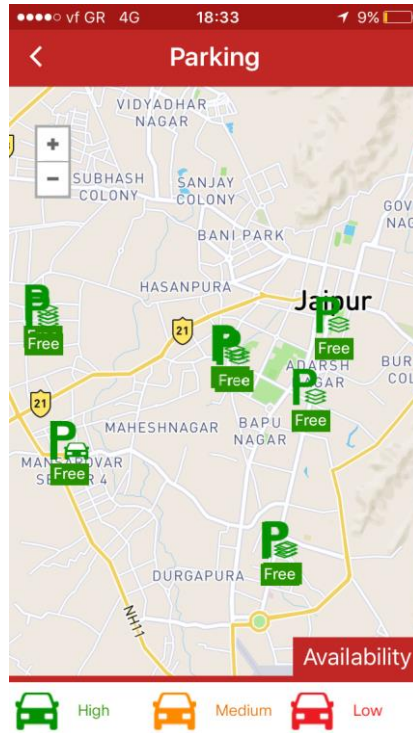 vf GR 4G 18:33 9%
Parking
VIDYADHAR
NAGAR
+
-
SUBHASH
COLONY
SANJAY
COLONY
GOV
NAG
BANI PARK
HASANPURA
Jaipur
P
Free
21
P
Free
P
Free
ADARSH
NAGAR
BUR
COL
P
Free
21
MAHESHNAGAR
BAPU
NAGAR
P
Free
MANSAROVAR
4
P
Free
DURGAPURA
NH11
Availability
High
Medium
Low